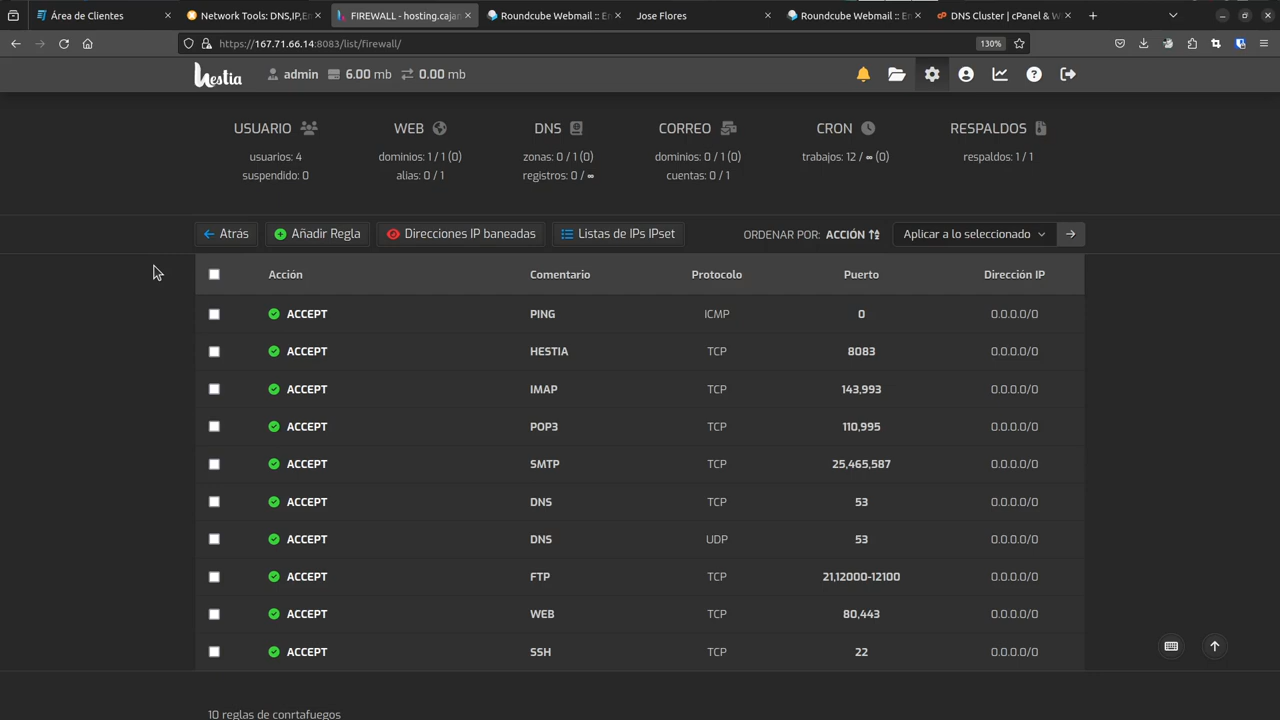 Área de Clientes
Network Tools: DNS,IP,E
FIREWALL - hosting.caja
Roundcube Webmail :: E
Jose Flores
Roundcube Webmail :: E
DNS Cluster | cPanel & W
https://167.71.66.14:8083/list/firewall/
130%
hestia admin 6.00 mb 0.00 mb
USUARIO WEB DNS CORREO CRON RESPALDOS
usuarios: 4 dominios: 1 / 1 (0) zonas: 0 / 1 (0) dominios: 0 / 1 (0) trabajos: 12 / ∞ (0) respaldos: 1 / 1
suspendido: 0 alias: 0 / 1 registros: 0 / ∞ cuentas: 0 / 1
Atrás Añadir Regla Direcciones IP baneadas Listas de IPs IPset ORDENAR POR: ACCIÓN Aplicar a lo seleccionado
Acción Comentario Protocolo Puerto Dirección IP
ACCEPT PING ICMP 0 0.0.0.0/0
ACCEPT HESTIA TCP 8083 0.0.0.0/0
ACCEPT IMAP TCP 143,993 0.0.0.0/0
ACCEPT POP3 TCP 110,995 0.0.0.0/0
ACCEPT SMTP TCP 25,465,587 0.0.0.0/0
ACCEPT DNS TCP 53 0.0.0.0/0
ACCEPT DNS UDP 53 0.0.0.0/0
ACCEPT FTP TCP 21,12000-12100 0.0.0.0/0
ACCEPT WEB TCP 80,443 0.0.0.0/0
ACCEPT SSH TCP 22 0.0.0.0/0
10 reglas de conrtafuegos